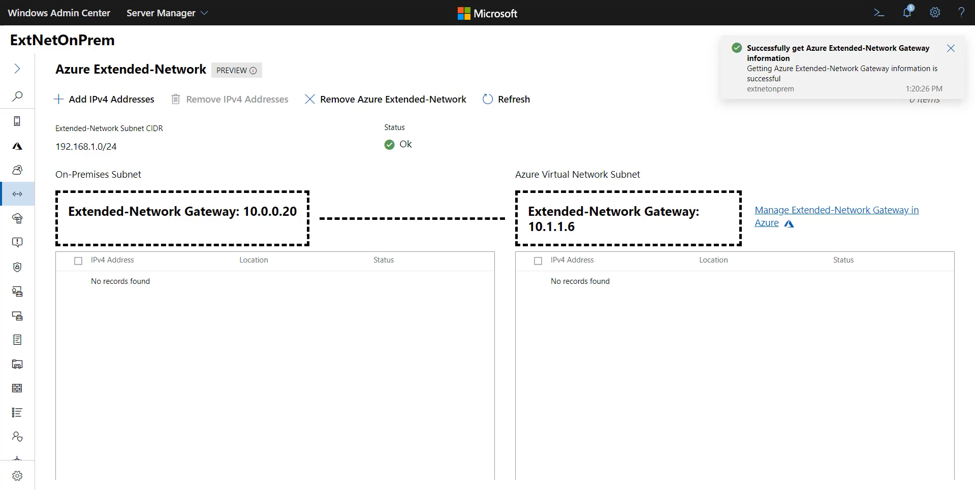 Windows Admin Center
Server Manager
Microsoft
ExtNetOnPrem
Successfully get Azure Extended-Network Gateway
information
Getting Azure Extended-Network Gateway information is
successful
extnetonprem 1:20:26 PM
Azure Extended-Network PREVIEW
Add IPv4 Addresses Remove IPv4 Addresses Remove Azure Extended-Network Refresh
0 items
Extended-Network Subnet CIDR
192.168.1.0/24
Status
Ok
On-Premises Subnet
Extended-Network Gateway: 10.0.0.20
IPv4 Address Location Status
No records found
Azure Virtual Network Subnet
Extended-Network Gateway:
10.1.1.6
Manage Extended-Network Gateway in
Azure
IPv4 Address Location Status
No records found